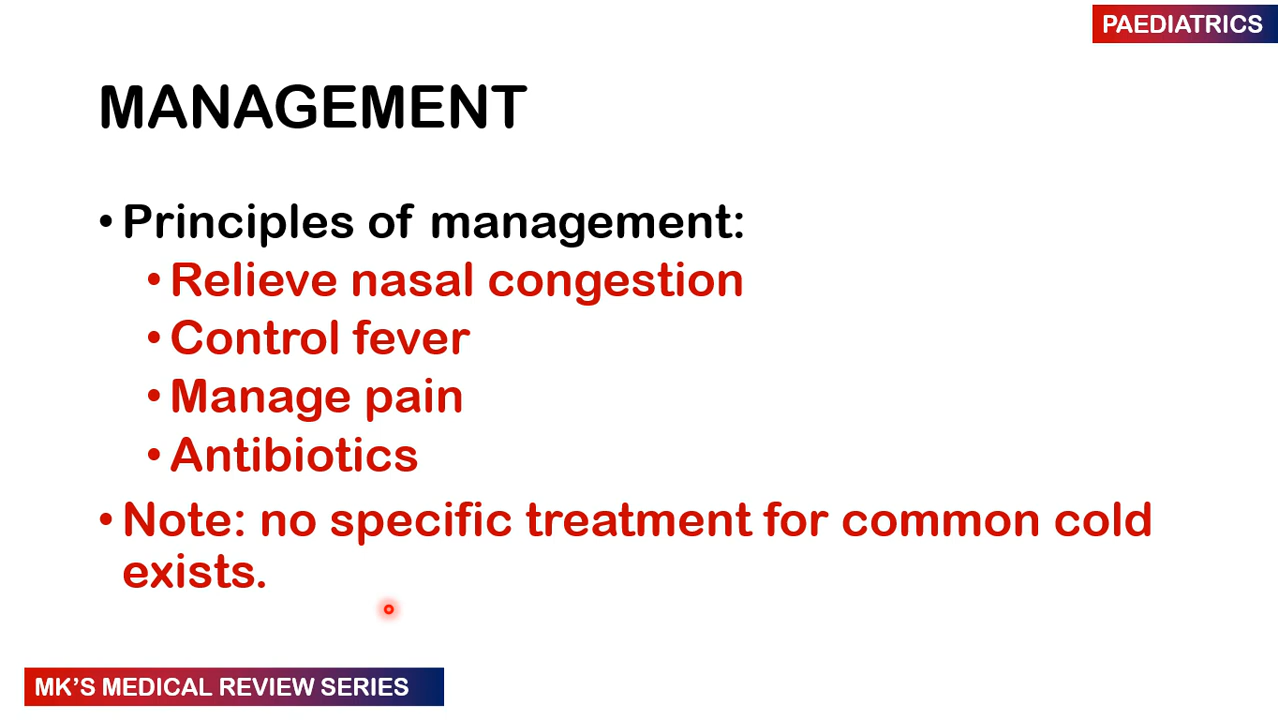 PAEDIATRICS
MANAGEMENT
• Principles of management:
• Relieve nasal congestion
• Control fever
• Manage pain
• Antibiotics
• Note: no specific treatment for common cold
exists.
MK'S MEDICAL REVIEW SERIES